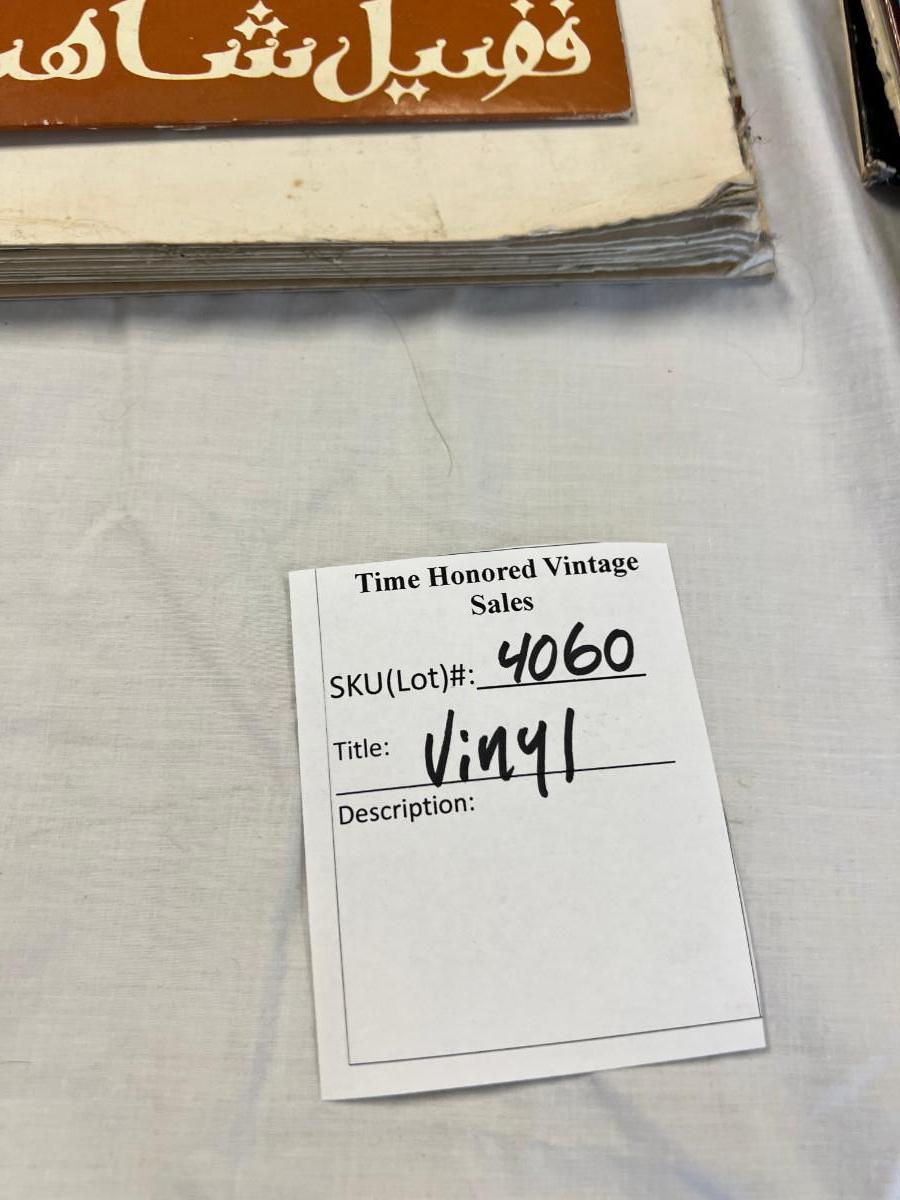 Time Honored Vintage
Sales
SKU(Lot)#: 4060
Title: Vinyl
Description: